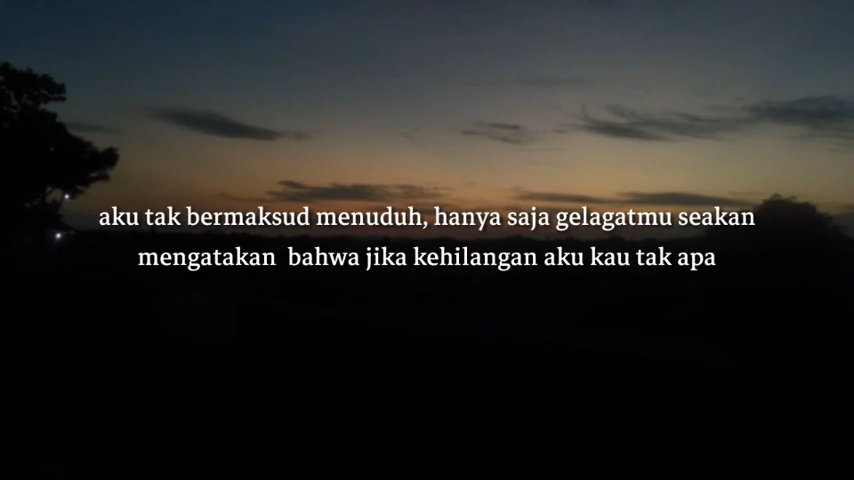 aku tak bermaksud menuduh, hanya saja gelagatmu seakan
mengatakan  bahwa jika kehilangan aku kau tak apa